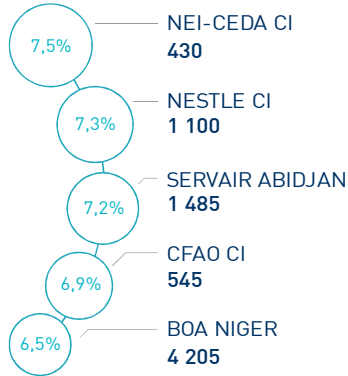 7,5%
NEI-CEDA CI
430
7,3%
NESTLE CI
1 100
7,2%
SERVAIR ABIDJAN
1 485
6,9%
CFAO CI
545
6,5%
BOA NIGER
4 205